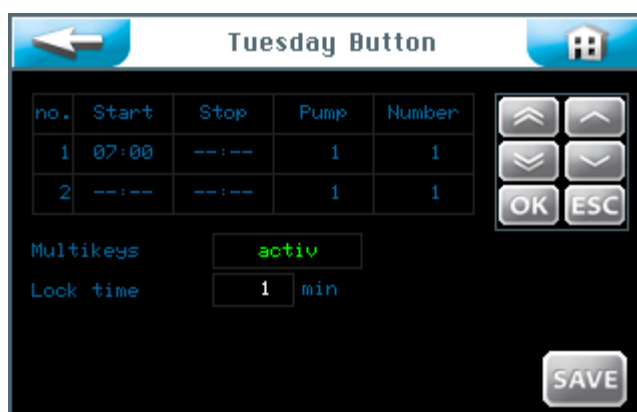 Tuesday Button
no. Start Stop Pump Number
1 07:00 --:-- 1 1
2 --:-- --:-- 1 1
OK ESC
Multikeys activ
Lock time 1 min
SAVE